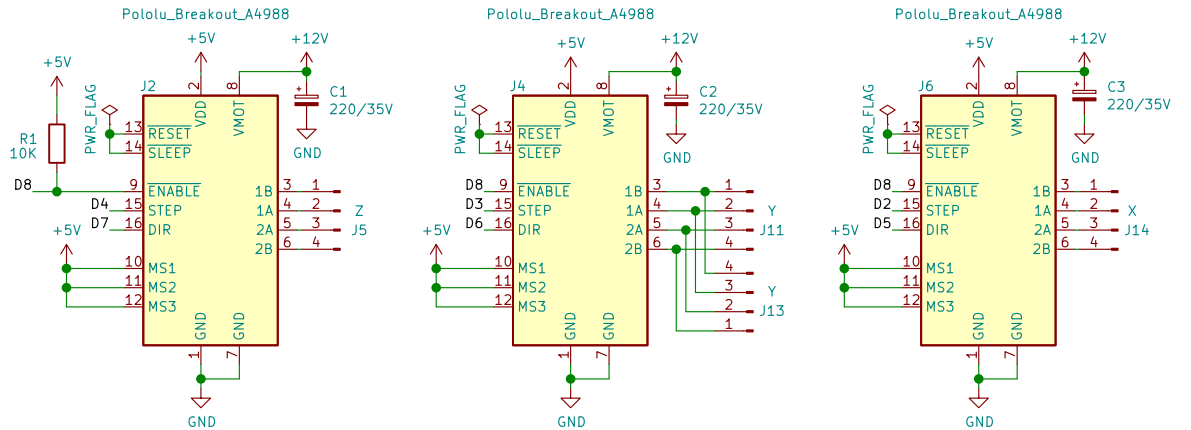 Pololu_Breakout_A4988
+5V
+12V
+5V
J2
PWR_FLAG
R1
10K
D8
D4
D7
+5V
2
8
VDD
VMOT
13
RESET
14
SLEEP
9
ENABLE
15
STEP
16
DIR
10
MS1
11
MS2
12
MS3
1B
1A
2A
2B
3
4
5
6
1
2
3
4
Z
J5
C1
220/35V
GND
GND
GND
1
7
GND
Pololu_Breakout_A4988
+5V
+12V
J4
PWR_FLAG
D8
D3
D6
+5V
2
8
VDD
VMOT
13
RESET
14
SLEEP
9
ENABLE
15
STEP
16
DIR
10
MS1
11
MS2
12
MS3
1B
1A
2A
2B
3
4
5
6
1
2
3
4
Y
J11
4
3
2
1
Y
J13
C2
220/35V
GND
GND
GND
1
7
GND
Pololu_Breakout_A4988
+5V
+12V
J6
PWR_FLAG
D8
D2
D5
+5V
2
8
VDD
VMOT
13
RESET
14
SLEEP
9
ENABLE
15
STEP
16
DIR
10
MS1
11
MS2
12
MS3
1B
1A
2A
2B
3
4
5
6
1
2
3
4
X
J14
C3
220/35V
GND
GND
GND
1
7
GND